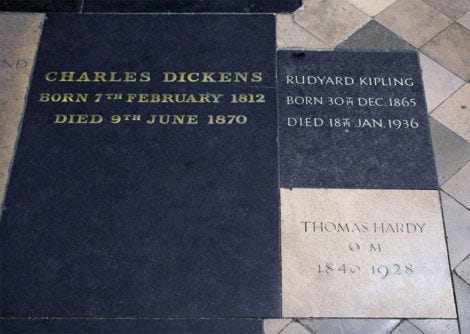 ND
CHARLES DICKENS
BORN 7TH FEBRUARY 1812
DIED 9TH JUNE 1870
RUDYARD KIPLING
BORN 30TH DEC. 1865
DIED 18TH JAN. 1936
THOMAS HARDY
O M
1840 1928